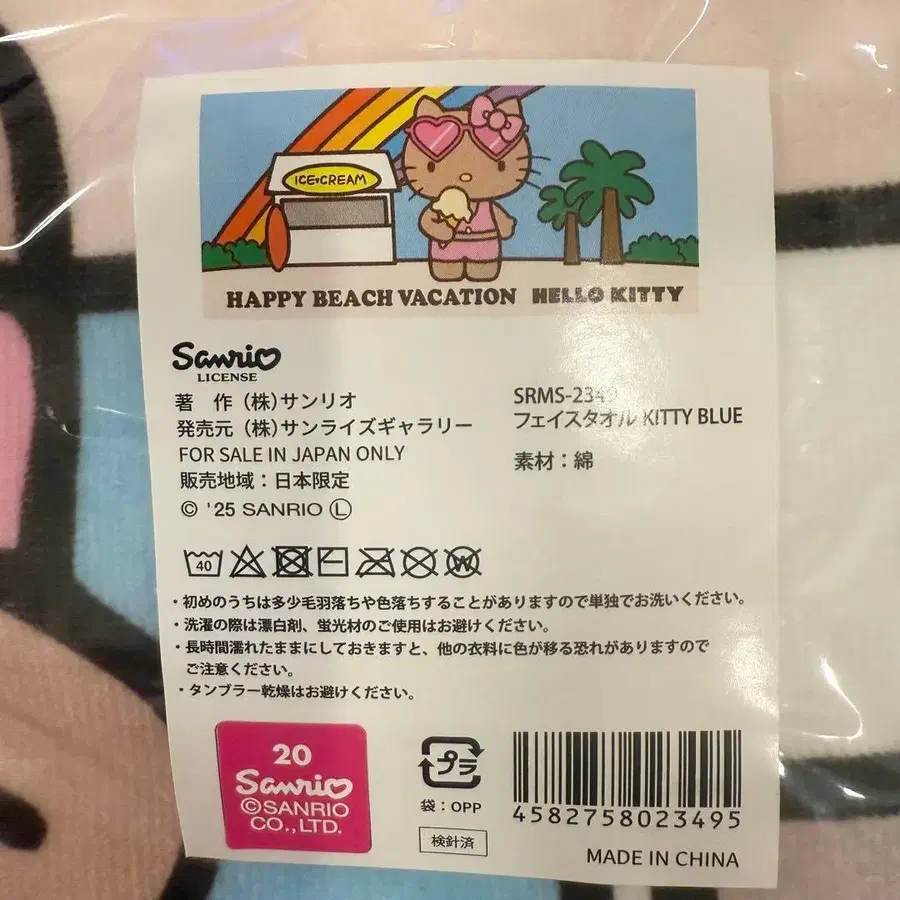 ICE♥CREAM
HAPPY BEACH VACATION HELLO KITTY
Sanrio
LICENSE
著 作 (株)サンリオ
発売元 (株)サンライズギャラリー
FOR SALE IN JAPAN ONLY
販売地域:日本限定
© '25 SANRIO Ⓛ
SRMS-2349
フェイスタオル KITTY BLUE
素材:綿
40
W
・初めのうちは多少毛羽落ちや色落ちすることがありますので単独でお洗いください。
・洗濯の際は漂白剤、蛍光材のご使用はお避けください。
・長時間濡れたままにしておきますと、他の衣料に色が移る恐れがありますので
ご注意ください。
・タンブラー乾燥はお避けください。
20
Sanrio
©SANRIO
CO.,LTD.
プラ
袋:OPP
検針済
4582758023495
MADE IN CHINA